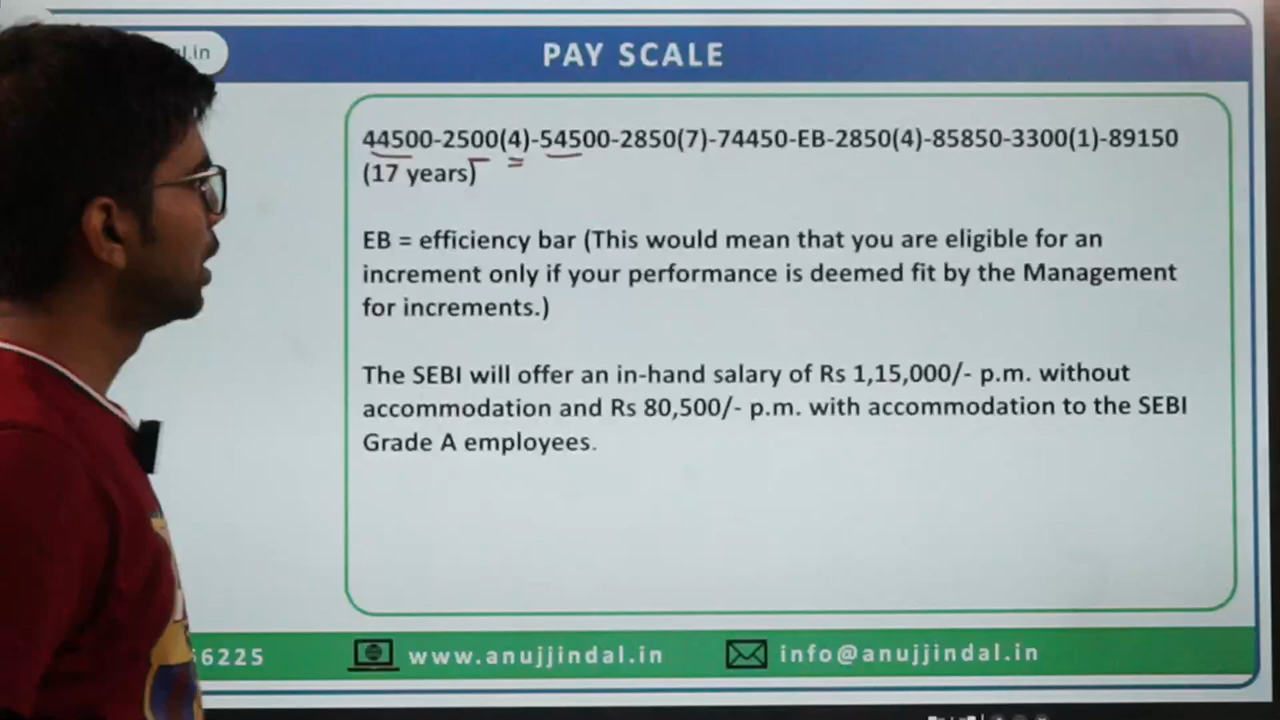 PAY SCALE
44500-2500(4)-54500-2850(7)-74450-EB-2850(4)-85850-3300(1)-89150
(17 years)
EB = efficiency bar (This would mean that you are eligible for an
increment only if your performance is deemed fit by the Management
for increments.)
The SEBI will offer an in-hand salary of Rs 1,15,000/- p.m. without
accommodation and Rs 80,500/- p.m. with accommodation to the SEBI
Grade A employees.
6225 www.anujjindal.in info@anujjindal.in